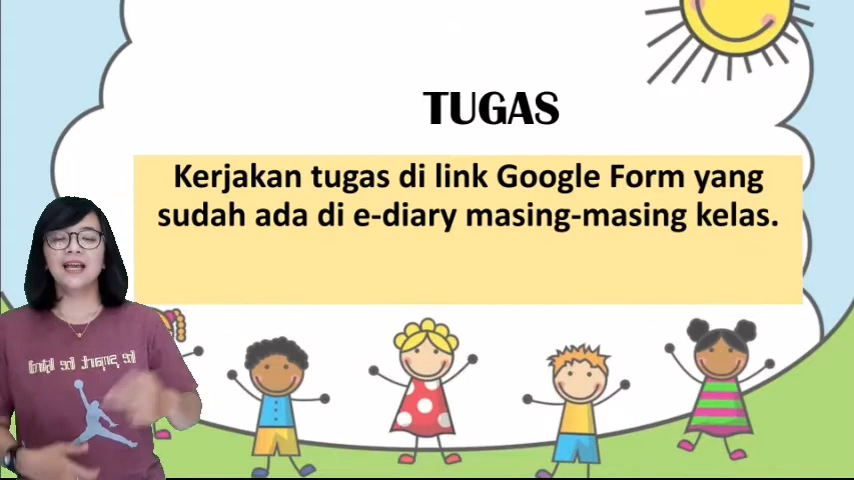 TUGAS
Kerjakan tugas di link Google Form yang
sudah ada di e-diary masing-masing kelas.